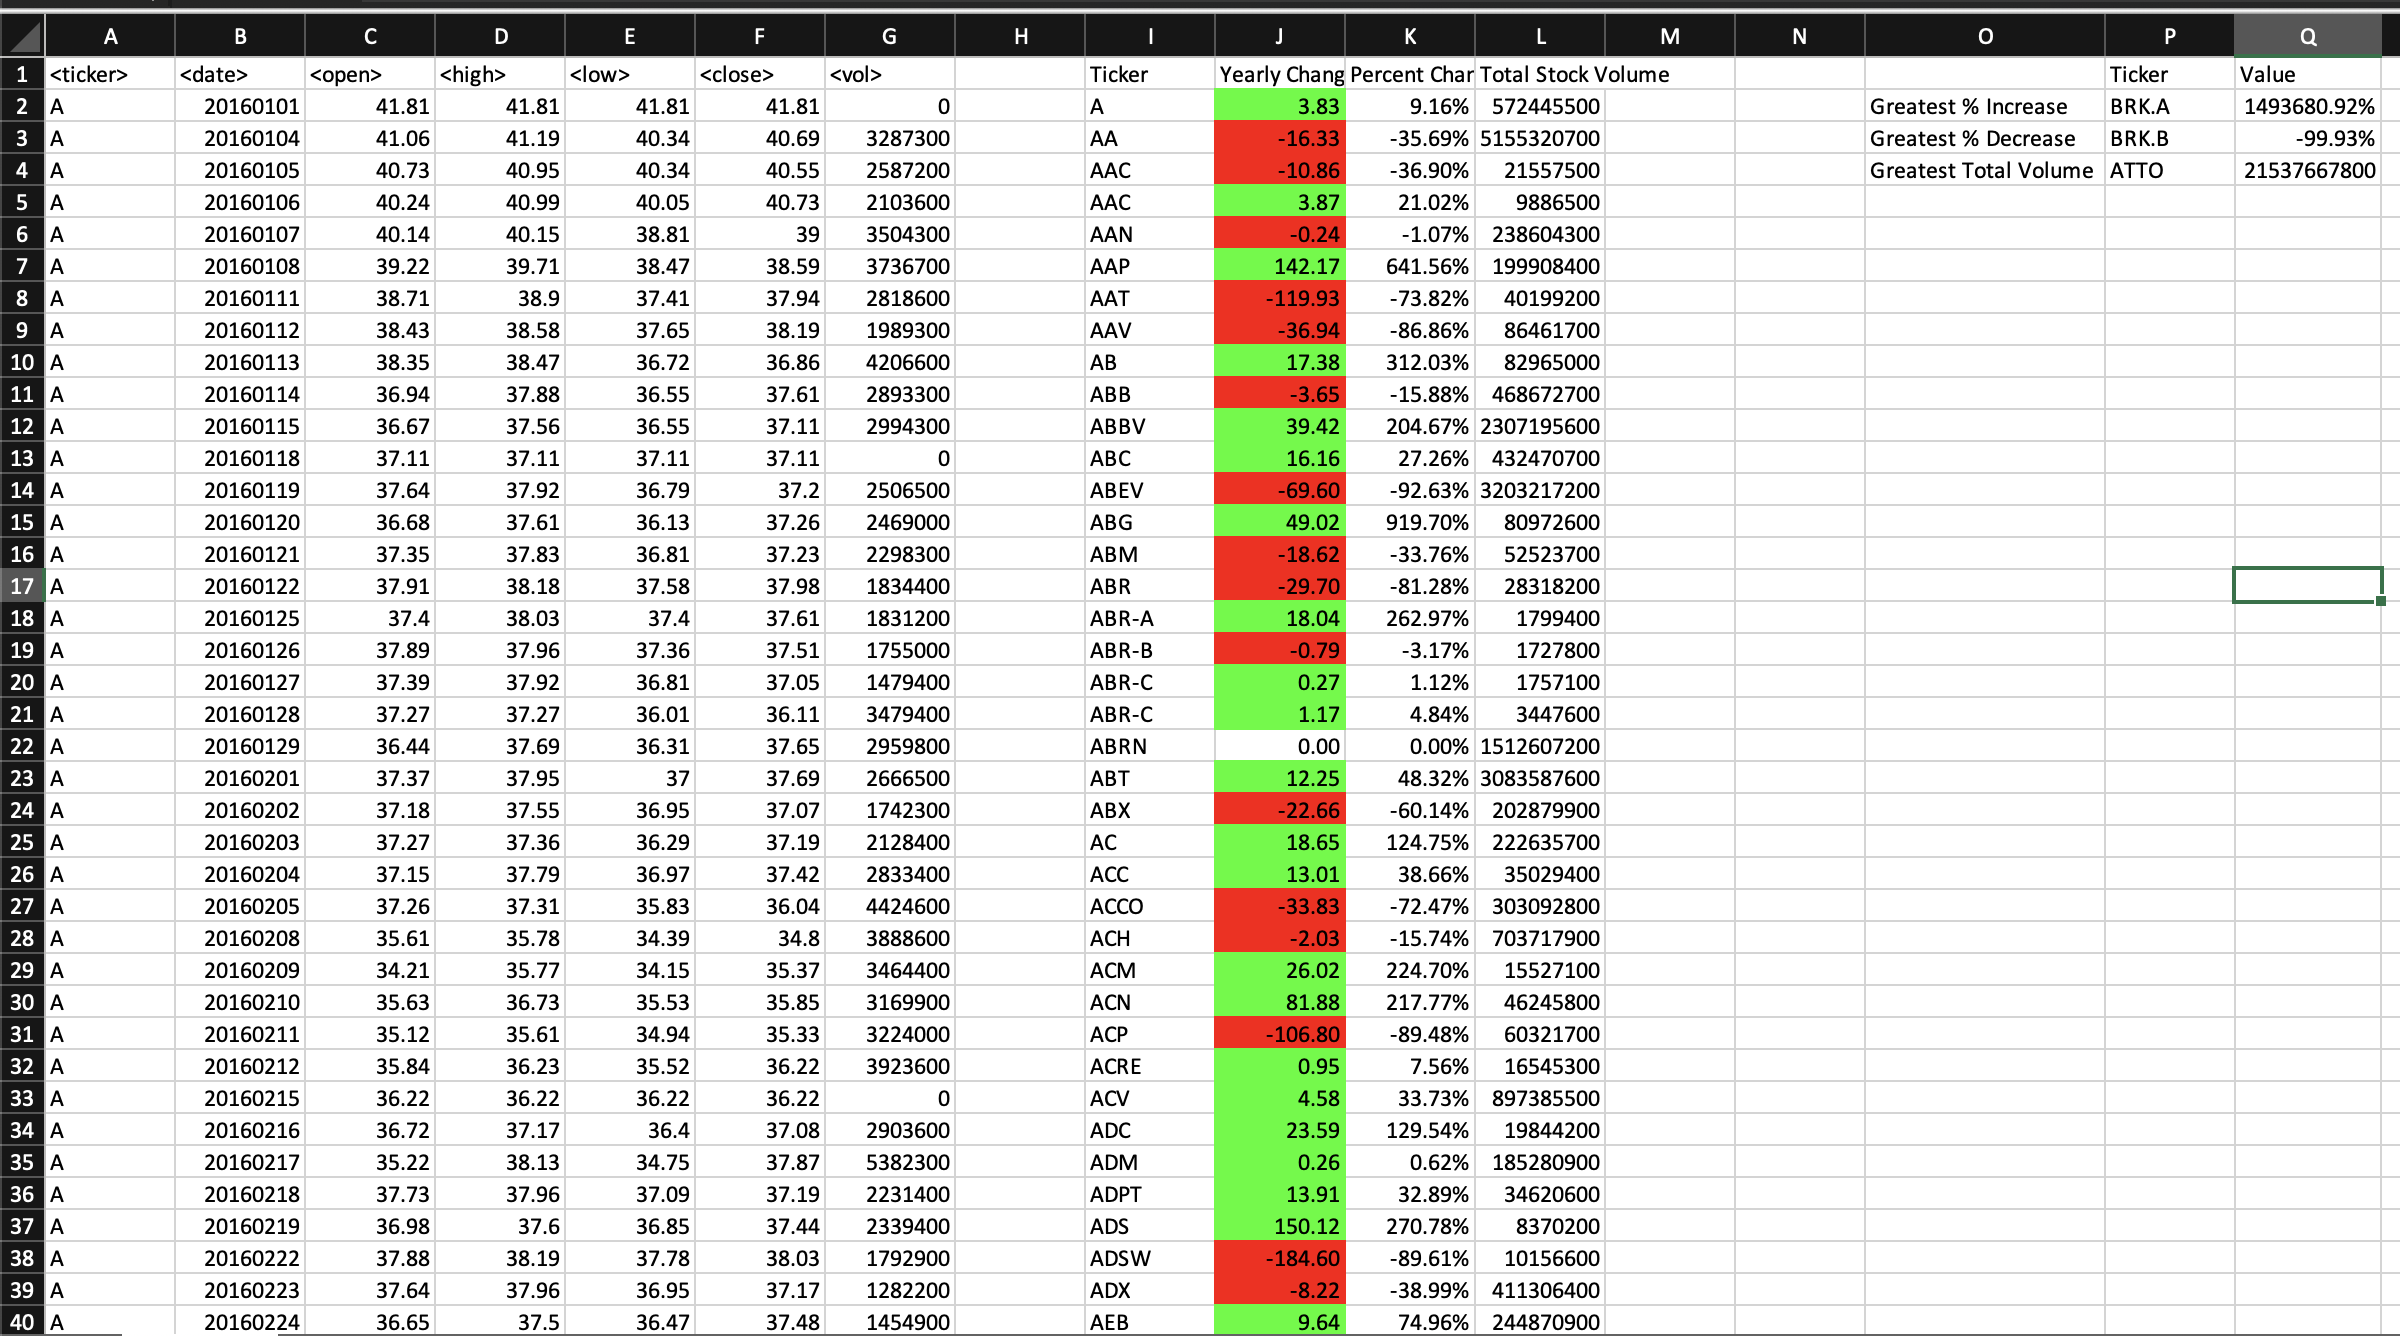 A B C D E F G H I J K L M N O P Q
1 <ticker> <date> <open> <high> <low> <close> <vol> Ticker Yearly Chang Percent Char Total Stock Volume Ticker Value
2 A 20160101 41.81 41.81 41.81 41.81 0 A 3.83 9.16% 572445500 Greatest % Increase BRK.A 1493680.92%
3 A 20160104 41.06 41.19 40.34 40.69 3287300 AA -16.33 -35.69% 5155320700 Greatest % Decrease BRK.B -99.93%
4 A 20160105 40.73 40.95 40.34 40.55 2587200 AAC -10.86 -36.90% 21557500 Greatest Total Volume ATTO 21537667800
5 A 20160106 40.24 40.99 40.05 40.73 2103600 AAC 3.87 21.02% 9886500
6 A 20160107 40.14 40.15 38.81 39 3504300 AAN -0.24 -1.07% 238604300
7 A 20160108 39.22 39.71 38.47 38.59 3736700 AAP 142.17 641.56% 199908400
8 A 20160111 38.71 38.9 37.41 37.94 2818600 AAT -119.93 -73.82% 40199200
9 A 20160112 38.43 38.58 37.65 38.19 1989300 AAV -36.94 -86.86% 86461700
10 A 20160113 38.35 38.47 36.72 36.86 4206600 AB 17.38 312.03% 82965000
11 A 20160114 36.94 37.88 36.55 37.61 2893300 ABB -3.65 -15.88% 468672700
12 A 20160115 36.67 37.56 36.55 37.11 2994300 ABBV 39.42 204.67% 2307195600
13 A 20160118 37.11 37.11 37.11 37.11 0 ABC 16.16 27.26% 432470700
14 A 20160119 37.64 37.92 36.79 37.2 2506500 ABEV -69.60 -92.63% 3203217200
15 A 20160120 36.68 37.61 36.13 37.26 2469000 ABG 49.02 919.70% 80972600
16 A 20160121 37.35 37.83 36.81 37.23 2298300 ABM -18.62 -33.76% 52523700
17 A 20160122 37.91 38.18 37.58 37.98 1834400 ABR -29.70 -81.28% 28318200
18 A 20160125 37.4 38.03 37.4 37.61 1831200 ABR-A 18.04 262.97% 1799400
19 A 20160126 37.89 37.96 37.36 37.51 1755000 ABR-B -0.79 -3.17% 1727800
20 A 20160127 37.39 37.92 36.81 37.05 1479400 ABR-C 0.27 1.12% 1757100
21 A 20160128 37.27 37.27 36.01 36.11 3479400 ABR-C 1.17 4.84% 3447600
22 A 20160129 36.44 37.69 36.31 37.65 2959800 ABRN 0.00 0.00% 1512607200
23 A 20160201 37.37 37.95 37 37.69 2666500 ABT 12.25 48.32% 3083587600
24 A 20160202 37.18 37.55 36.95 37.07 1742300 ABX -22.66 -60.14% 202879900
25 A 20160203 37.27 37.36 36.29 37.19 2128400 AC 18.65 124.75% 222635700
26 A 20160204 37.15 37.79 36.97 37.42 2833400 ACC 13.01 38.66% 35029400
27 A 20160205 37.26 37.31 35.83 36.04 4424600 ACCO -33.83 -72.47% 303092800
28 A 20160208 35.61 35.78 34.39 34.8 3888600 ACH -2.03 -15.74% 703717900
29 A 20160209 34.21 35.77 34.15 35.37 3464400 ACM 26.02 224.70% 15527100
30 A 20160210 35.63 36.73 35.53 35.85 3169900 ACN 81.88 217.77% 46245800
31 A 20160211 35.12 35.61 34.94 35.33 3224000 ACP -106.80 -89.48% 60321700
32 A 20160212 35.84 36.23 35.52 36.22 3923600 ACRE 0.95 7.56% 16545300
33 A 20160215 36.22 36.22 36.22 36.22 0 ACV 4.58 33.73% 897385500
34 A 20160216 36.72 37.17 36.4 37.08 2903600 ADC 23.59 129.54% 19844200
35 A 20160217 35.22 38.13 34.75 37.87 5382300 ADM 0.26 0.62% 185280900
36 A 20160218 37.73 37.96 37.09 37.19 2231400 ADPT 13.91 32.89% 34620600
37 A 20160219 36.98 37.6 36.85 37.44 2339400 ADS 150.12 270.78% 8370200
38 A 20160222 37.88 38.19 37.78 38.03 1792900 ADSW -184.60 -89.61% 10156600
39 A 20160223 37.64 37.96 36.95 37.17 1282200 ADX -8.22 -38.99% 411306400
40 A 20160224 36.65 37.5 36.47 37.48 1454900 AEB 9.64 74.96% 244870900